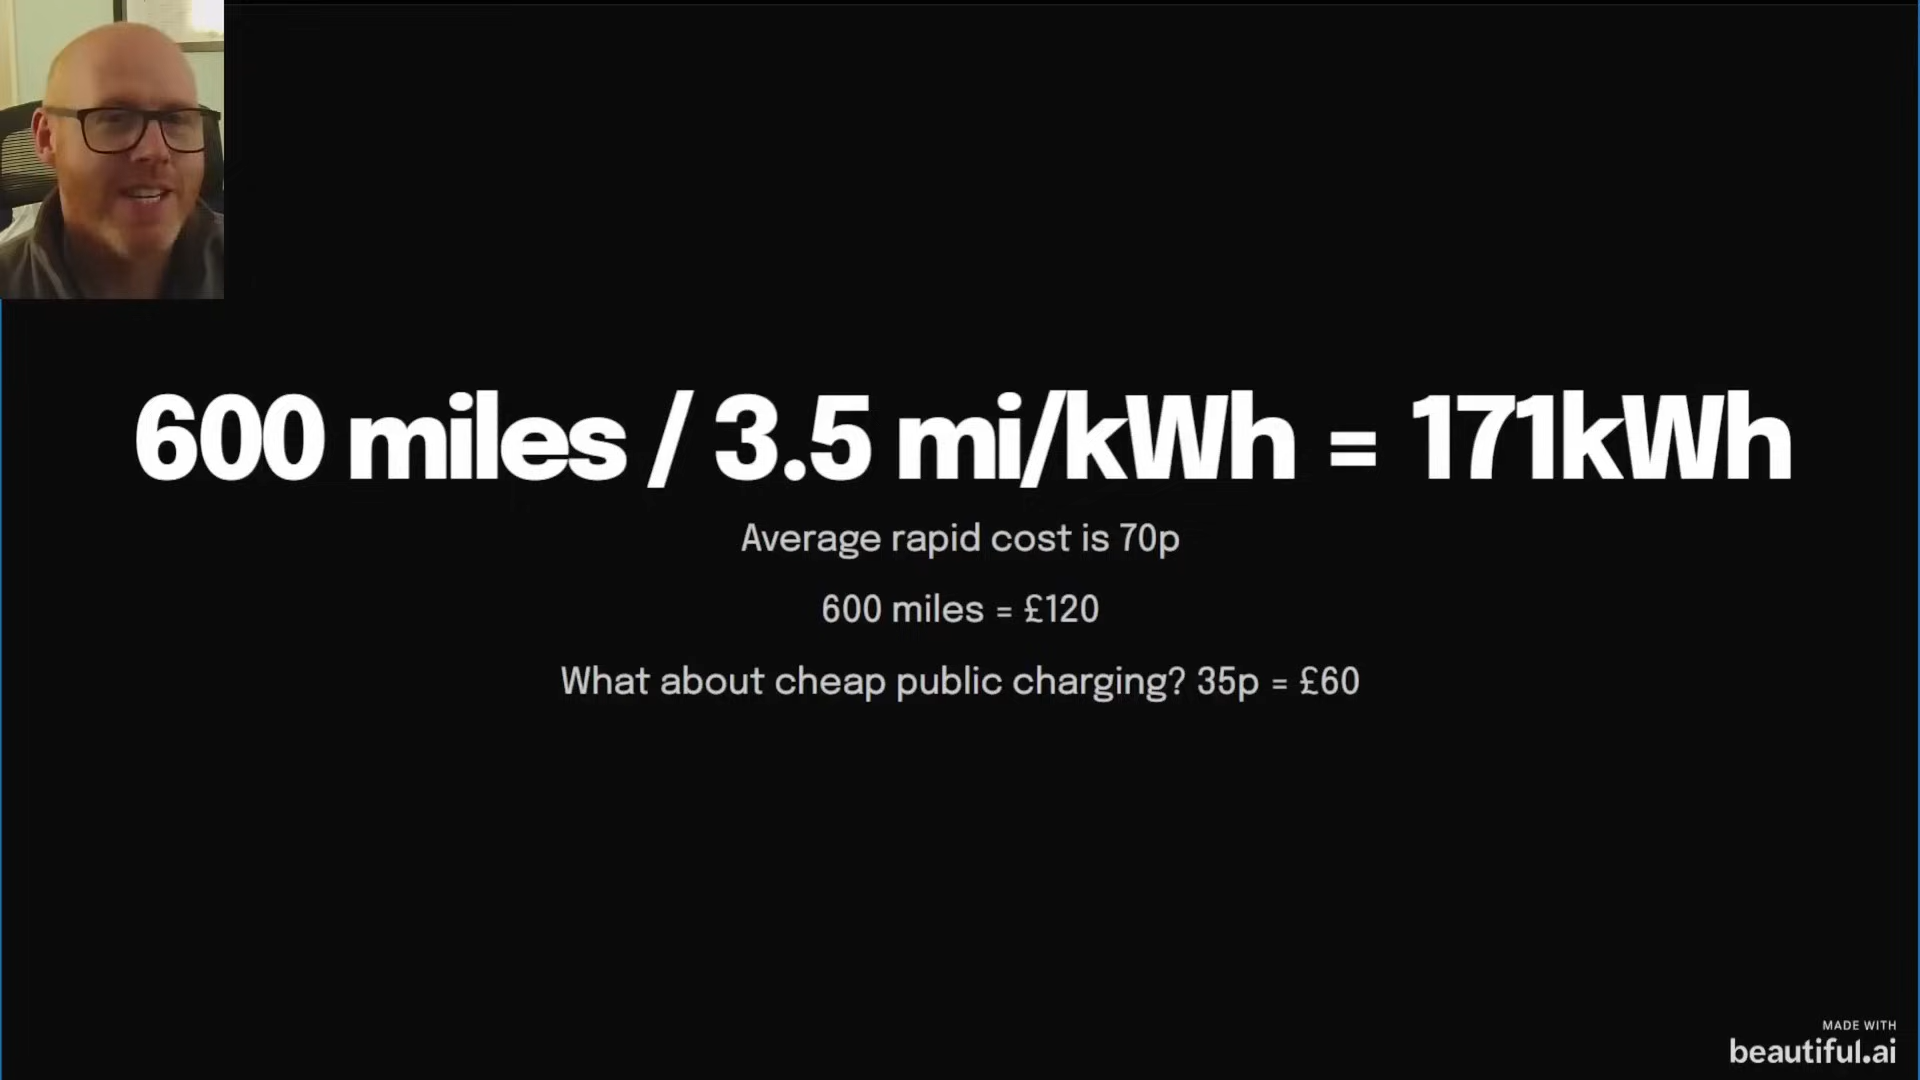 600 miles / 3.5 mi/kWh = 171kWh
Average rapid cost is 70p
600 miles = £120
What about cheap public charging? 35p = £60
MADE WITH
beautiful.ai